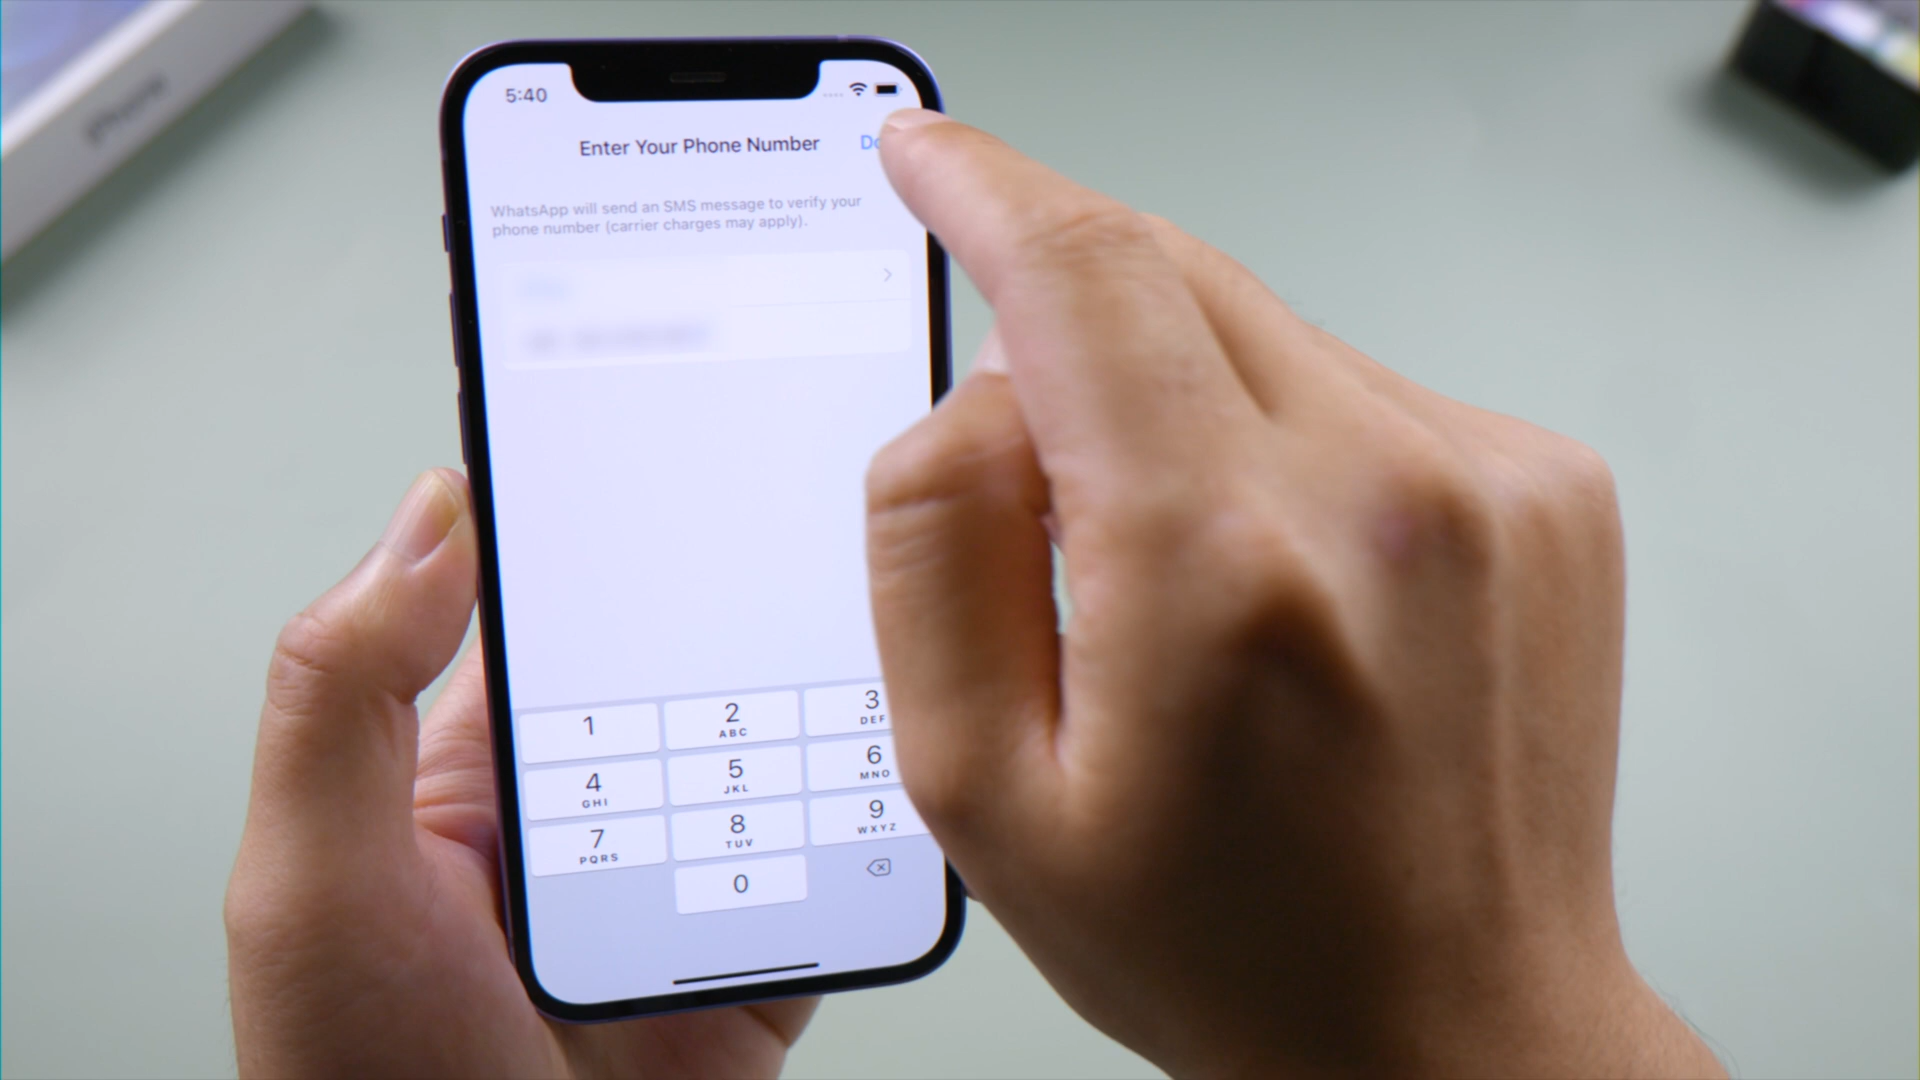 iPhone
5:40
Enter Your Phone Number
WhatsApp will send an SMS message to verify your
phone number (carrier charges may apply).
1
2
ABC
3
DEF
4
GHI
5
JKL
6
MNO
7
PQRS
8
TUV
9
WXYZ
0